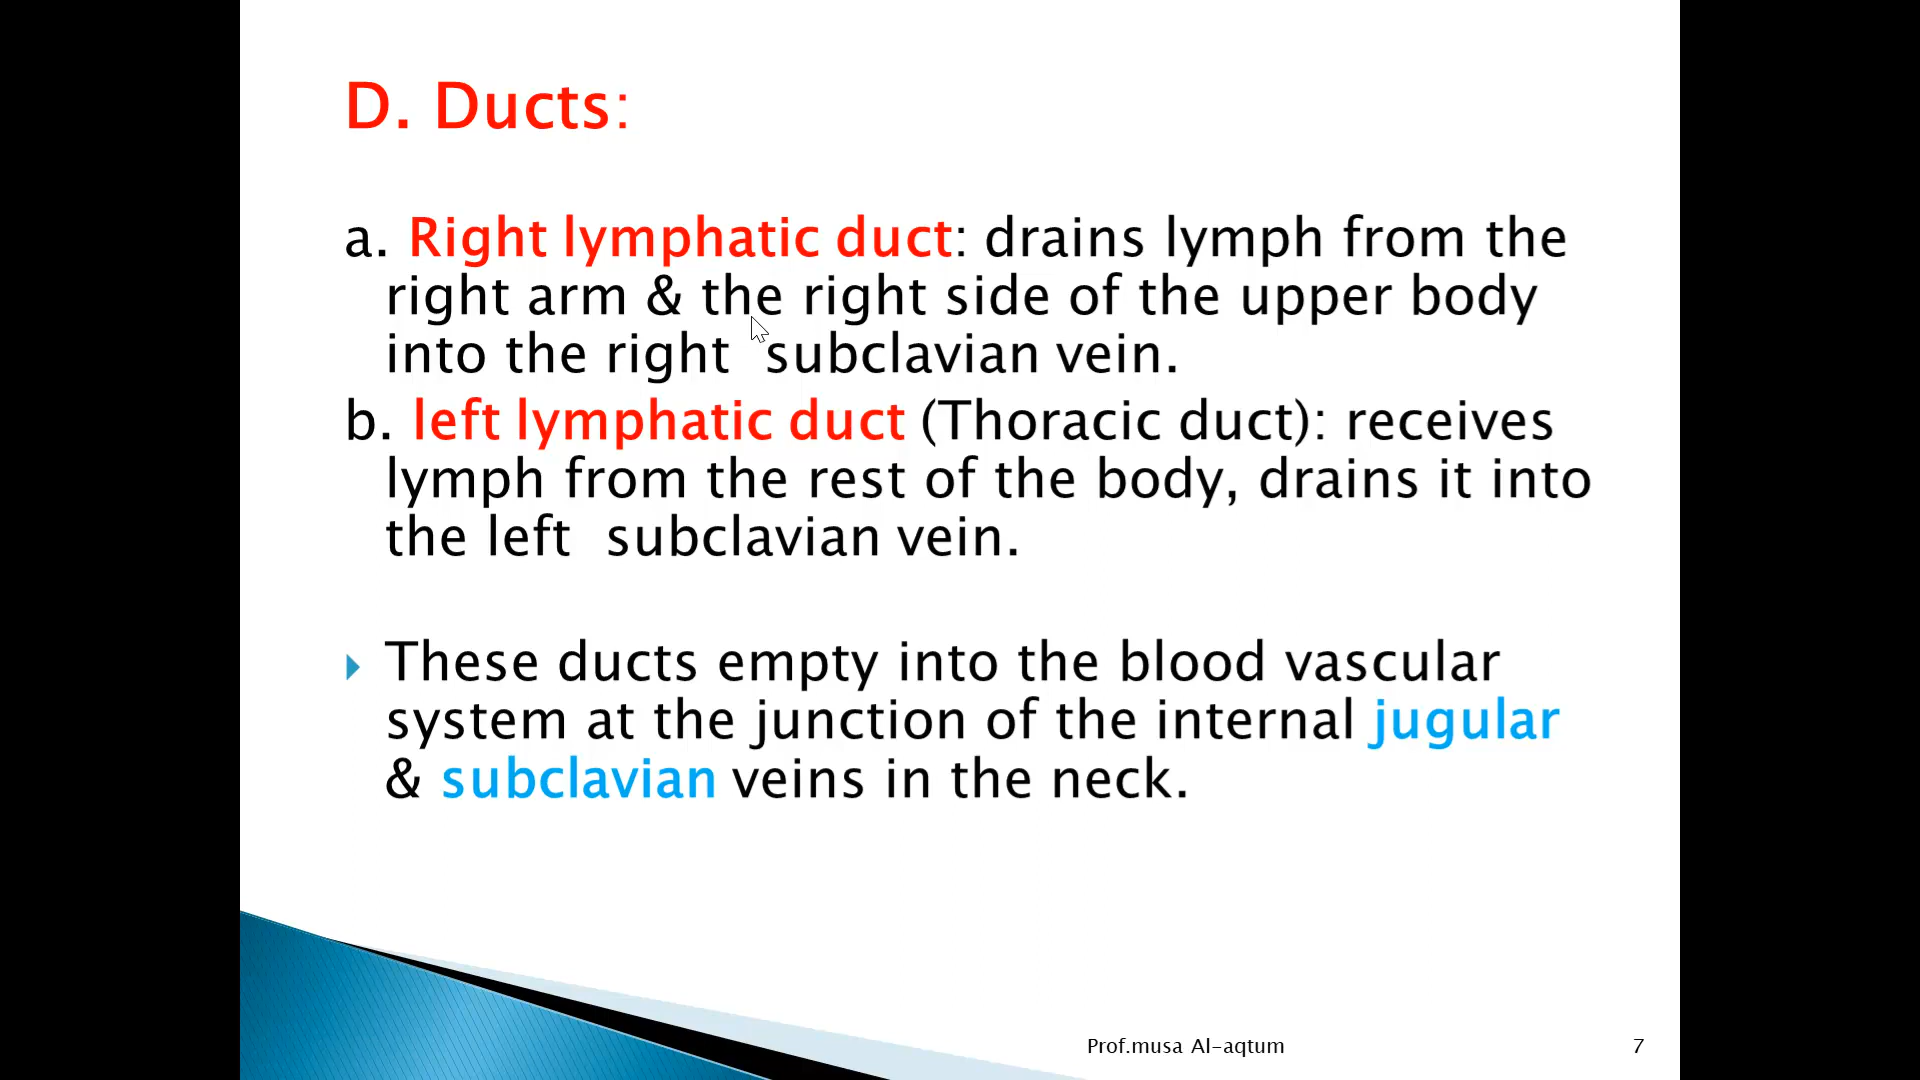 D. Ducts:
a. Right lymphatic duct: drains lymph from the
right arm & the right side of the upper body
into the right  subclavian vein.
b. left lymphatic duct (Thoracic duct): receives
lymph from the rest of the body, drains it into
the left  subclavian vein.
These ducts empty into the blood vascular
system at the junction of the internal jugular
& subclavian veins in the neck.
Prof.musa Al-aqtum
7